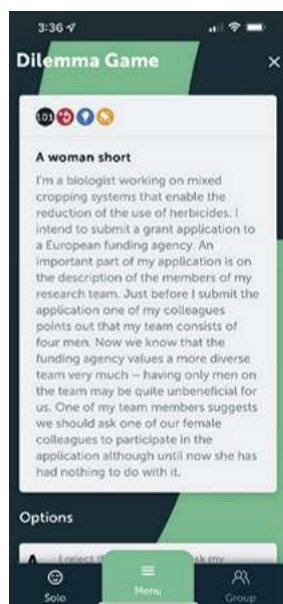 3:36
Dilemma Game
101
A woman short
I'm a biologist working on mixed
cropping systems that enable the
reduction of the use of herbicides. I
intend to submit a grant application to
a European funding agency. An
important part of my application is on
the description of the members of my
research team. Just before I submit the
application one of my colleagues
points out that my team consists of
four men. Now we know that the
funding agency values a more diverse
team very much – having only men on
the team may be quite unbeneficial for
us. One of my team members suggests
we should ask one of our female
colleagues to participate in the
application although until now she has
had nothing to do with it.
Options
A I reject my
Solo Menu Group